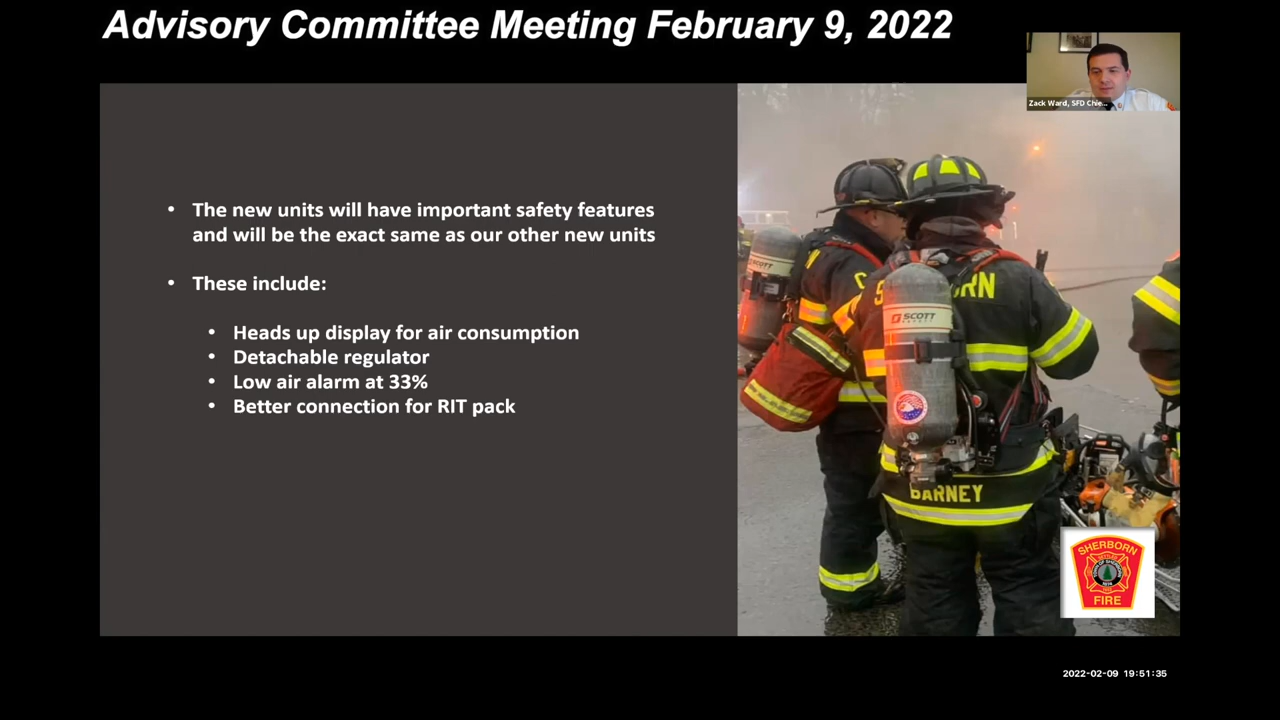 Advisory Committee Meeting February 9, 2022
Zack Ward, SFD Chie...
• The new units will have important safety features
and will be the exact same as our other new units
• These include:
• Heads up display for air consumption
• Detachable regulator
• Low air alarm at 33%
• Better connection for RIT pack
SCOTT
BARNEY
SHERBORN
FIRE
2022-02-09 19:51:35